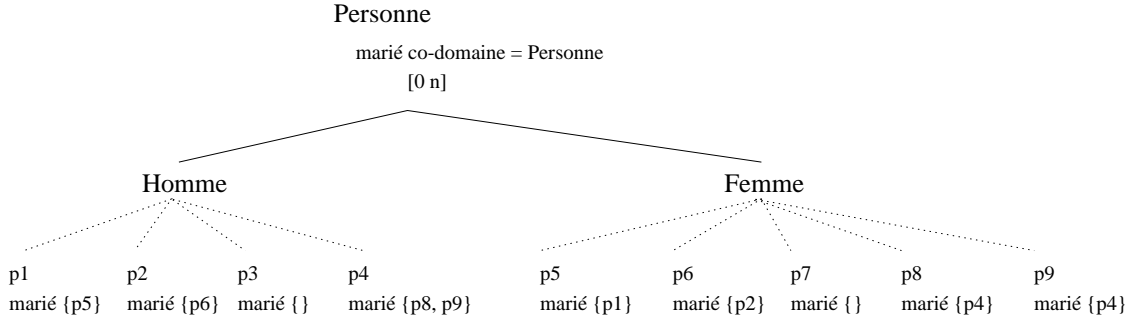 Personne
marié co-domaine = Personne
[0 n]
Homme Femme
p1 p2 p3 p4 p5 p6 p7 p8 p9
marié {p5} marié {p6} marié {} marié {p8, p9} marié {p1} marié {p2} marié {} marié {p4} marié {p4}